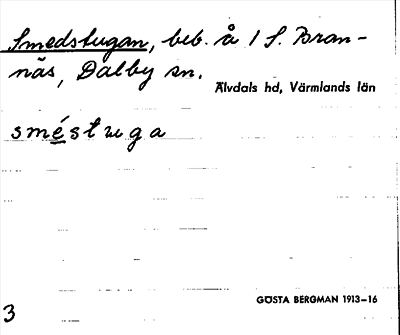 Smedstugan, beb. å 1 S. Bran-
näs, Dalby sn.
Älvdals hd, Värmlands län
sméstuga
GÖSTA BERGMAN 1913–16
3